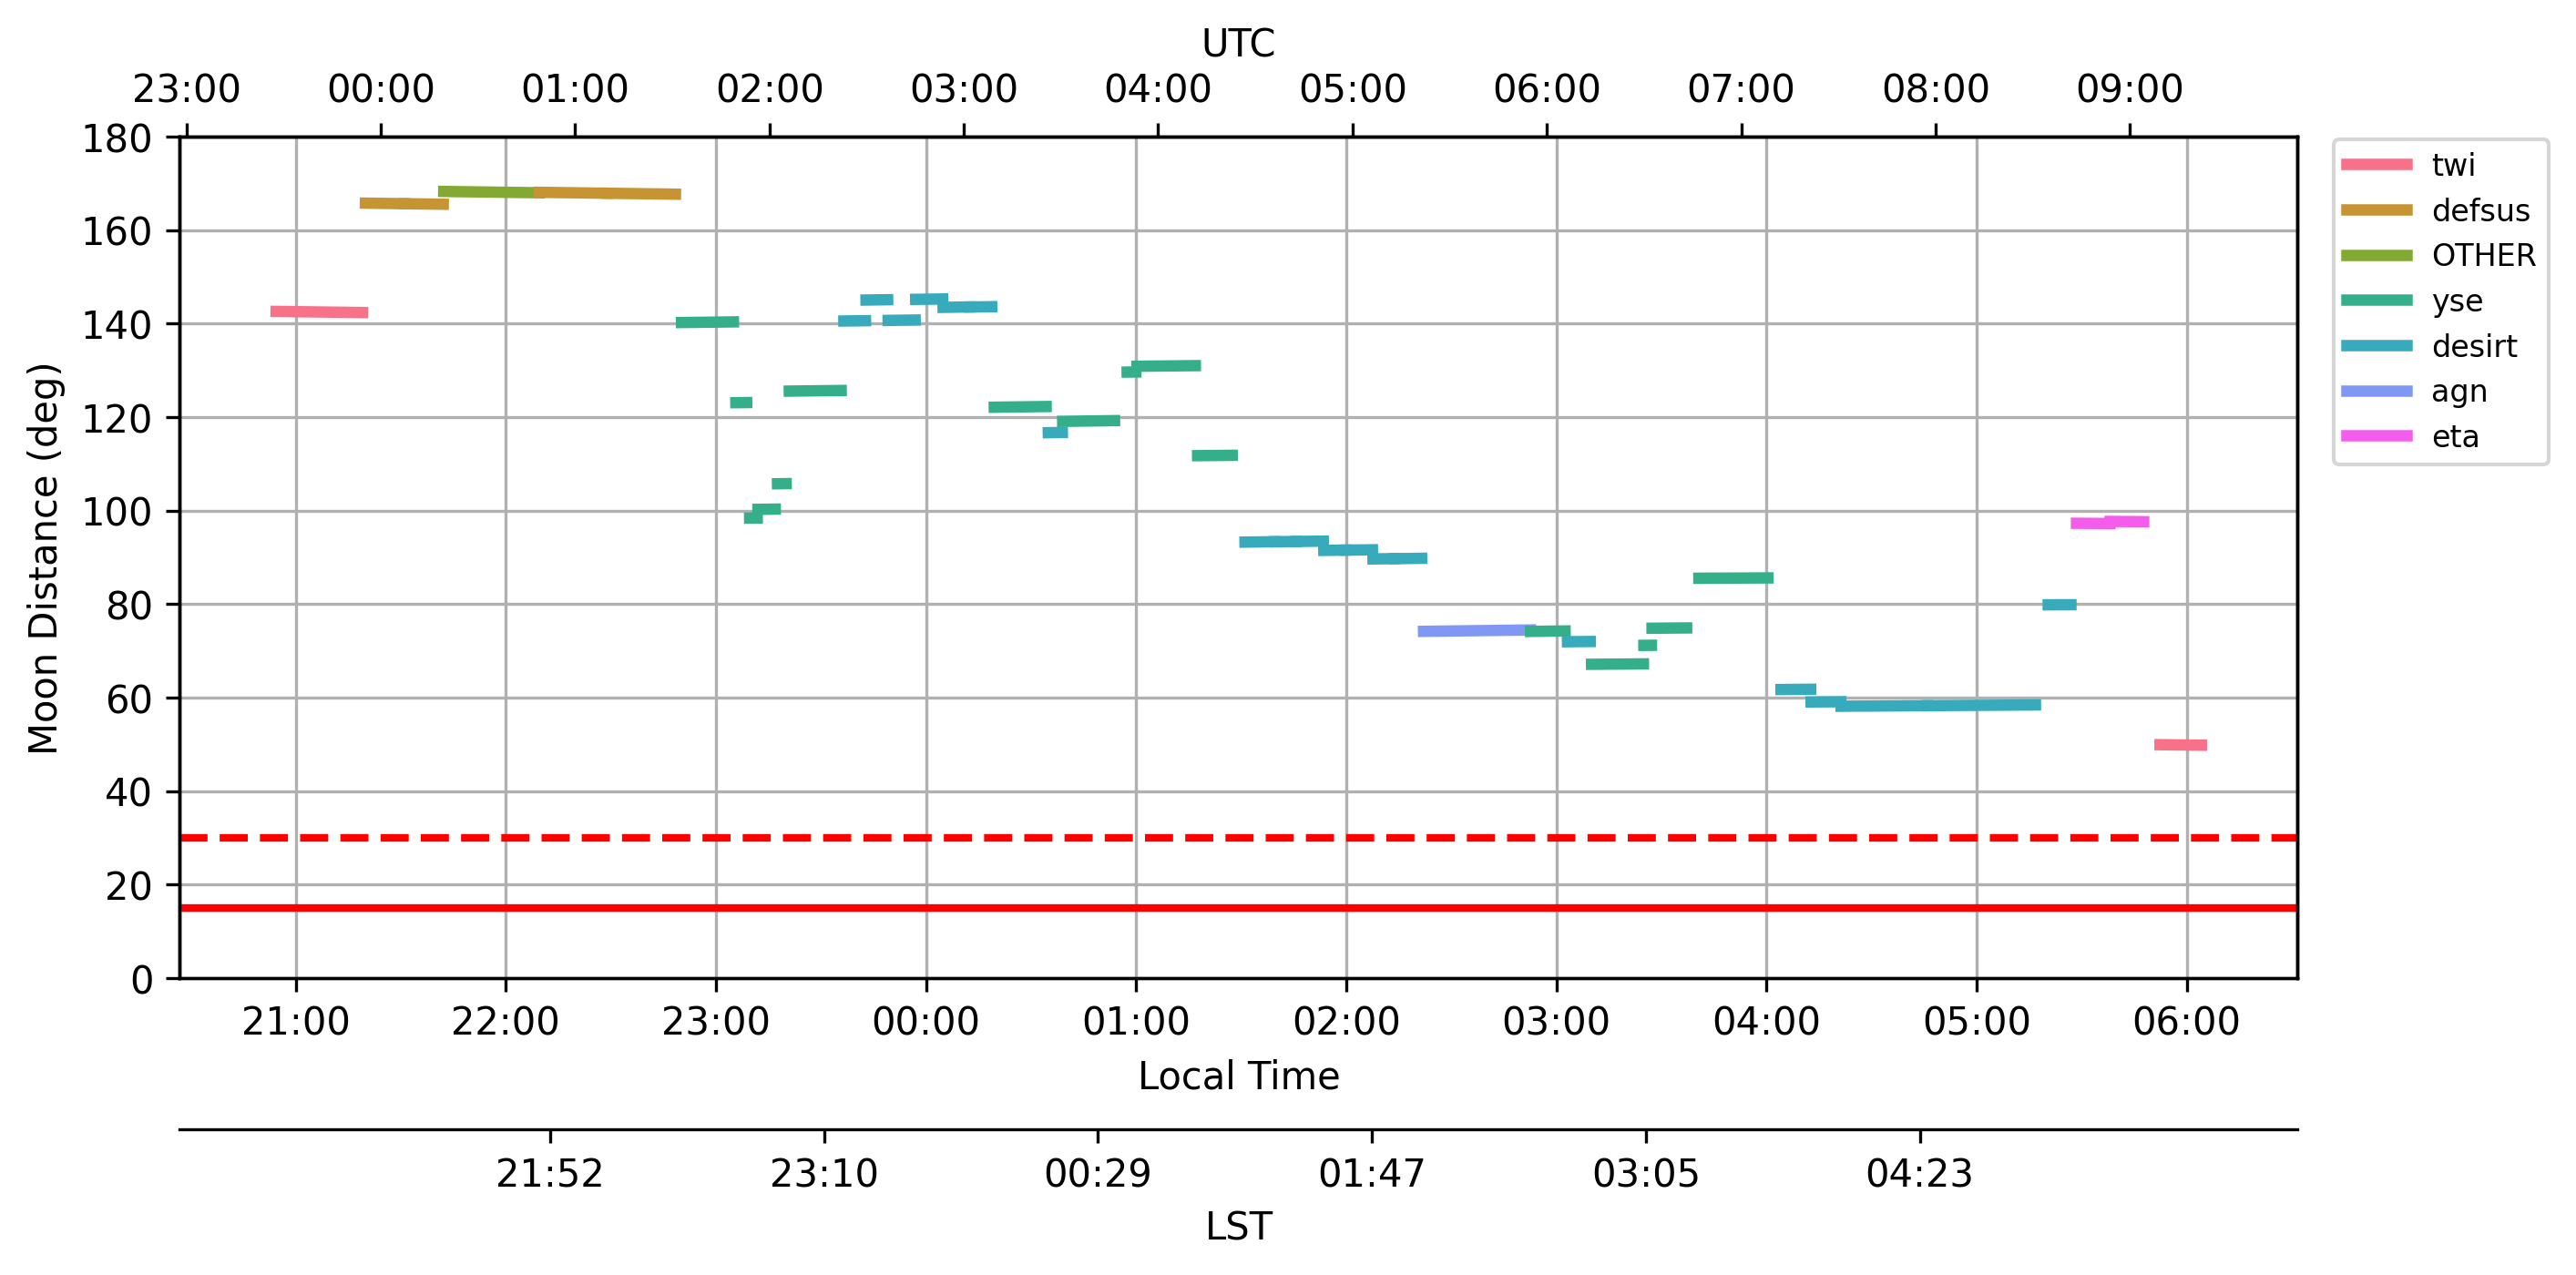 UTC
23:00 00:00 01:00 02:00 03:00 04:00 05:00 06:00 07:00 08:00 09:00
180
160
140
120
100
80
60
40
20
0
Moon Distance (deg)
twi
defsus
OTHER
yse
desirt
agn
eta
21:00 22:00 23:00 00:00 01:00 02:00 03:00 04:00 05:00 06:00
Local Time
21:52 23:10 00:29 01:47 03:05 04:23
LST